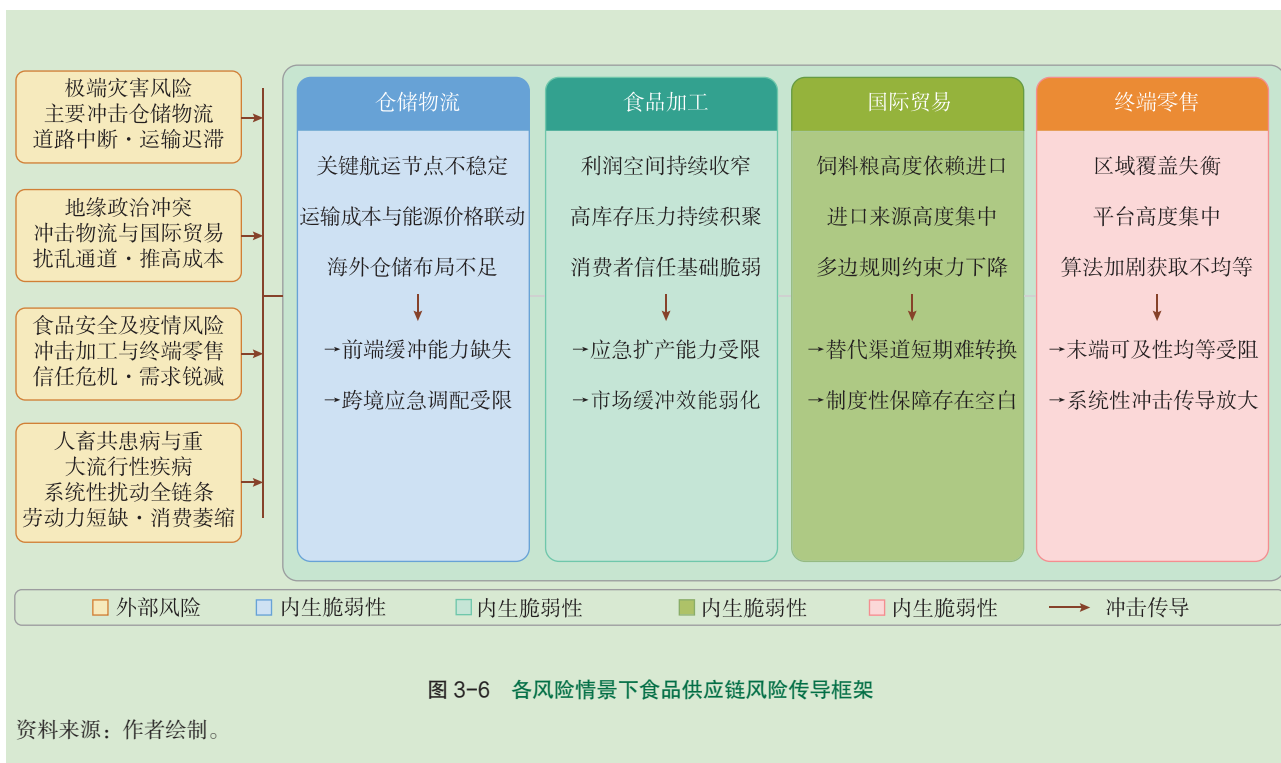 极端灾害风险
主要冲击仓储物流
道路中断·运输迟滞
地缘政治冲突
冲击物流与国际贸易
扰乱通道·推高成本
食品安全及疫情风险
冲击加工与终端零售
信任危机·需求锐减
人畜共患病与重
大流行性疾病
系统性扰动全链条
劳动力短缺·消费萎缩
仓储物流
关键航运节点不稳定
运输成本与能源价格联动
海外仓储布局不足
→前端缓冲能力缺失
→跨境应急调配受限
食品加工
利润空间持续收窄
高库存压力持续积聚
消费者信任基础脆弱
→应急扩产能力受限
→市场缓冲效能弱化
国际贸易
饲料粮高度依赖进口
进口来源高度集中
多边规则约束力下降
→替代渠道短期难转换
→制度性保障存在空白
终端零售
区域覆盖失衡
平台高度集中
算法加剧获取不均等
→末端可及性均等受阻
→系统性冲击传导放大
外部风险 内生脆弱性 内生脆弱性 内生脆弱性 内生脆弱性 冲击传导
图 3-6 各风险情景下食品供应链风险传导框架
资料来源：作者绘制。